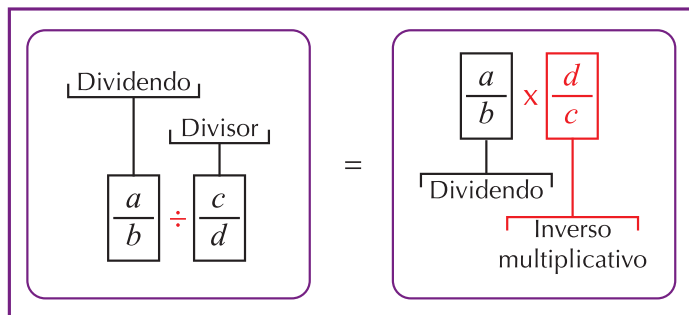 Dividendo
Divisor
a/b ÷ c/d
=
a/b x d/c
Dividendo
Inverso
multiplicativo